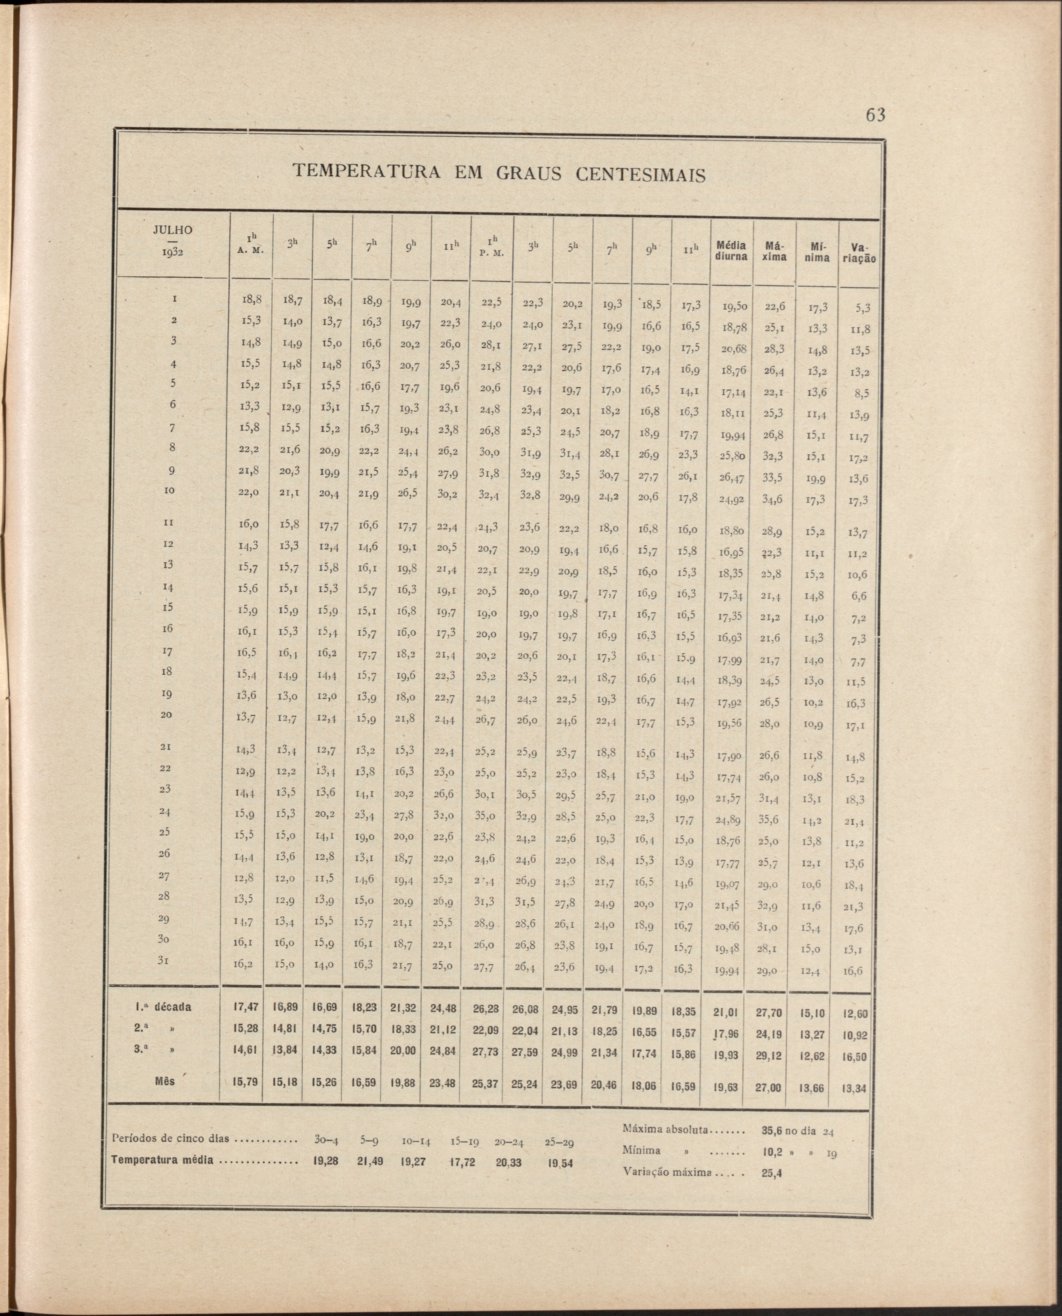 63
TEMPERATURA EM GRAUS CENTESIMAIS
JULHO — 1932 1h A. M. 3h 5h 7h 9h 11h 1h P. M. 3h 5h 7h 9h 11h Média diurna Má-xima Mí-nima Va-riação
1 18,8 18,7 18,4 18,9 19,9 20,4 22,5 22,3 20,2 19,3 18,5 17,3 19,50 22,6 17,3 5,3
2 15,3 14,0 13,7 16,3 19,7 22,3 24,0 24,0 23,1 19,9 16,6 16,5 18,78 25,1 13,3 11,8
3 14,8 14,9 15,0 16,6 20,2 26,0 28,1 27,1 27,5 22,2 19,0 17,5 20,68 28,3 14,8 13,5
4 15,5 14,8 14,8 16,3 20,7 25,3 21,8 22,2 20,6 17,6 17,4 16,9 18,76 26,4 13,2 13,2
5 15,2 15,1 15,5 16,6 17,7 19,6 20,6 19,4 19,7 17,0 16,5 14,1 17,14 22,1 13,6 8,5
6 13,3 12,9 13,1 15,7 19,3 23,1 24,8 23,4 20,1 18,2 16,8 16,3 18,11 25,3 11,4 13,9
7 15,8 15,5 15,2 16,3 19,4 23,8 26,8 25,3 24,5 20,7 18,9 17,7 19,94 26,8 15,1 11,7
8 22,2 21,6 20,9 22,2 24,4 26,2 30,0 31,9 31,4 28,1 26,9 23,3 25,80 32,3 15,1 17,2
9 21,8 20,3 19,9 21,5 25,4 27,9 31,8 32,9 32,5 30,7 27,7 26,1 26,47 33,5 19,9 13,6
10 22,0 21,1 20,4 21,9 26,5 30,2 32,4 32,8 29,9 24,2 20,6 17,8 24,92 34,6 17,3 17,3
11 16,0 15,8 17,7 16,6 17,7 22,4 24,3 23,6 22,2 18,0 16,8 16,0 18,80 28,9 15,2 13,7
12 14,3 13,3 12,4 14,6 19,1 20,5 20,7 20,9 19,4 16,6 15,7 15,8 16,95 22,3 11,1 11,2
13 15,7 15,7 15,8 16,1 19,8 21,4 22,1 22,9 20,9 18,5 16,0 15,3 18,35 25,8 15,2 10,6
14 15,6 15,1 15,3 15,7 16,3 19,1 20,5 20,0 19,7 17,7 16,9 16,3 17,34 21,4 14,8 6,6
15 15,9 15,9 15,9 15,1 16,8 19,7 19,0 19,0 19,8 17,1 16,7 16,5 17,35 21,2 14,0 7,2
16 16,1 15,3 15,4 15,7 16,0 17,3 20,0 19,7 19,7 16,9 16,3 15,5 16,93 21,6 14,3 7,3
17 16,5 16,4 16,2 17,7 18,2 21,4 20,2 20,6 20,1 17,3 16,1 15,9 17,99 21,7 14,0 7,7
18 15,4 14,9 14,4 15,7 19,6 22,3 23,2 23,5 22,4 18,7 16,6 14,4 18,39 24,5 13,0 11,5
19 13,6 13,0 12,0 13,9 18,0 22,7 24,2 24,2 22,5 19,3 16,7 14,7 17,92 26,5 10,2 16,3
20 13,7 12,7 12,4 15,9 21,8 24,4 26,7 26,0 24,6 22,4 17,7 15,3 19,56 28,0 10,9 17,1
21 14,3 13,4 12,7 13,2 15,3 22,4 25,2 25,9 23,7 18,8 15,6 14,3 17,90 26,6 11,8 14,8
22 12,9 12,2 13,4 13,8 16,3 23,0 25,0 25,2 23,0 18,4 15,3 14,3 17,74 26,0 10,8 15,2
23 14,4 13,5 13,6 14,1 20,2 26,6 30,1 30,5 29,5 25,7 21,0 19,0 21,57 31,4 13,1 18,3
24 15,9 15,3 20,2 23,4 27,8 32,0 35,0 32,9 28,5 25,0 22,3 17,7 24,89 35,6 14,2 21,4
25 15,5 15,0 14,1 19,0 20,0 22,6 23,8 24,2 22,6 19,3 16,4 15,0 18,76 25,0 13,8 11,2
26 14,4 13,6 12,8 13,1 18,7 22,0 24,6 24,6 22,0 18,4 15,3 13,9 17,77 25,7 12,1 13,6
27 12,8 12,0 11,5 14,6 19,4 25,2 26,9 24,3 21,7 16,5 14,6 19,07 29,0 10,6 18,4
28 13,5 12,9 13,9 15,0 20,9 26,9 31,3 31,5 27,8 24,9 20,0 17,0 21,45 32,9 11,6 21,3
29 14,7 13,4 15,5 15,7 21,1 25,5 28,9 28,6 26,1 24,0 18,9 16,7 20,66 31,0 13,4 17,6
30 16,1 16,0 15,9 16,1 18,7 22,1 26,0 26,8 23,8 19,1 16,7 15,7 19,48 28,1 15,0 13,1
31 16,2 15,0 14,0 16,3 21,7 25,0 27,7 26,4 23,6 19,4 17,2 16,3 19,94 29,0 12,4 16,6
1.ª década 17,47 16,89 16,69 18,23 21,32 24,48 26,28 26,08 24,95 21,79 19,89 18,35 21,01 27,70 15,10 12,60
2.ª » 15,28 14,81 14,75 15,70 18,33 21,12 22,09 22,04 21,13 18,25 16,55 15,57 17,96 24,19 13,27 10,92
3.ª » 14,61 13,84 14,33 15,84 20,00 24,84 27,73 27,59 24,99 21,34 17,74 15,86 19,93 29,12 12,62 16,50
Mês 15,79 15,18 15,26 16,59 19,88 23,48 25,37 25,24 23,69 20,46 18,06 16,59 19,63 27,00 13,66 13,34
Períodos de cinco dias ............ 30–4 5–9 10–14 15–19 20–24 25–29
Temperatura média ............... 19,28 21,49 19,27 17,72 20,33 19,54
Máxima absoluta....... 35,6 no dia 24
Mínima » ....... 10,2 » » 19
Variação máxima ..... 25,4